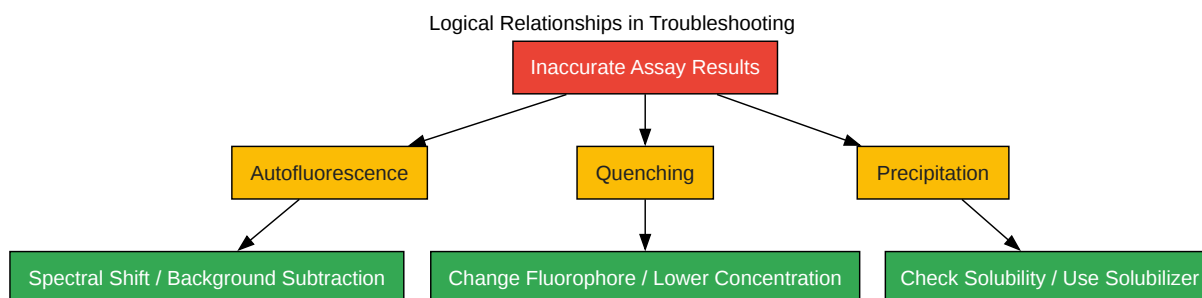 Logical Relationships in Troubleshooting
Inaccurate Assay Results
Autofluorescence
Quenching
Precipitation
Spectral Shift / Background Subtraction
Change Fluorophore / Lower Concentration
Check Solubility / Use Solubilizer